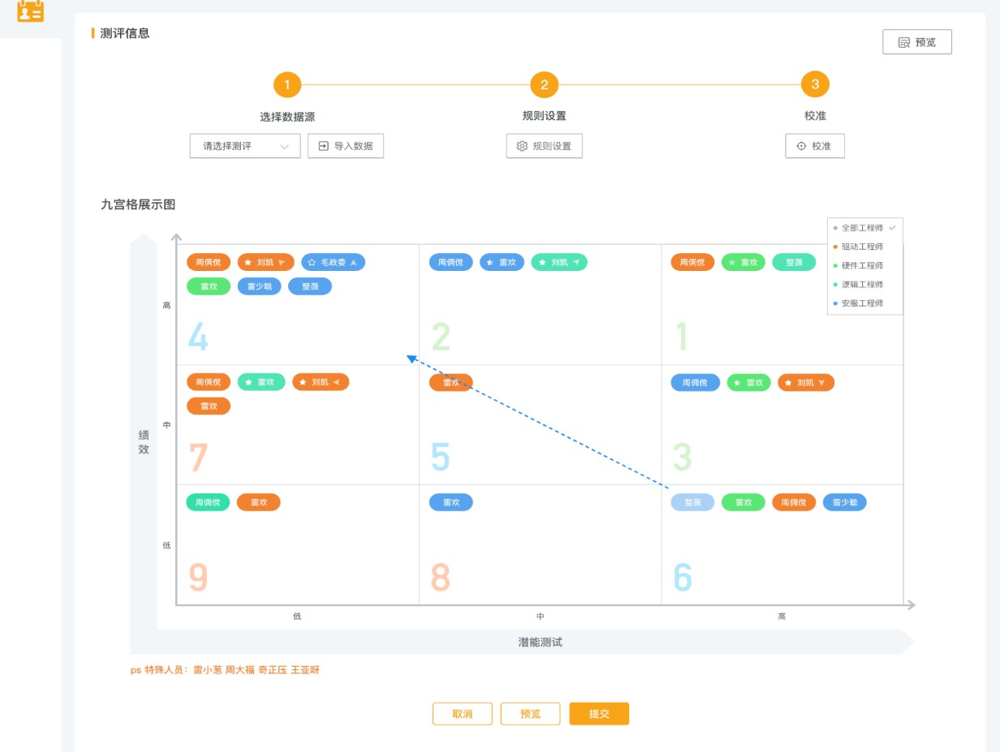 测评信息
预览
1 2 3
选择数据源 规则设置 校准
请选择测评 导入数据 规则设置 校准
九宫格展示图
全部工程师
驱动工程师
硬件工程师
逻辑工程师
安服工程师
绩效
高
周倜傥 刘凯 毛政委
雷欢 雷少聪 整薇
4
周倜傥 雷欢 刘凯
2
周倜傥 雷欢 整薇
1
中
周倜傥 雷欢 刘凯
雷欢
7
雷欢
5
周倜傥 雷欢 刘凯
3
低
周倜傥 雷欢
9
雷欢
8
整薇 雷欢 周倜傥 雷少聪
6
低 中 高
潜能测试
ps 特殊人员：雷小葱 周大福 奇正压 王亚呀
取消 预览 提交